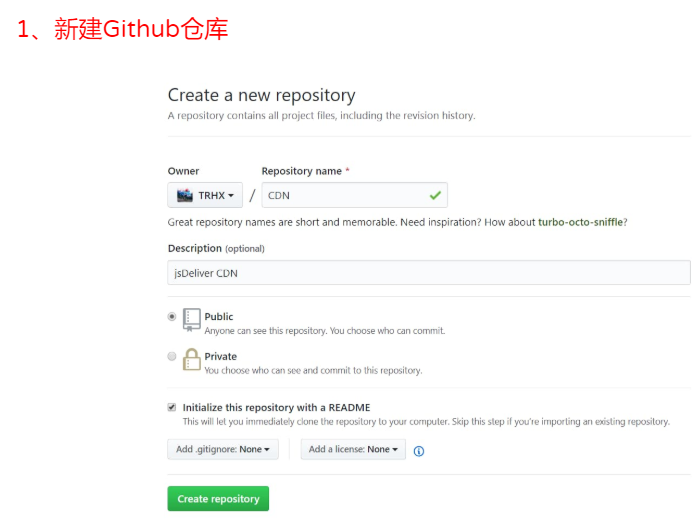 1、新建Github仓库
Create a new repository
A repository contains all project files, including the revision history.
Owner Repository name *
TRHX / CDN
Great repository names are short and memorable. Need inspiration? How about turbo-octo-sniffle?
Description (optional)
jsDeliver CDN
Public
Anyone can see this repository. You choose who can commit.
Private
You choose who can see and commit to this repository.
Initialize this repository with a README
This will let you immediately clone the repository to your computer. Skip this step if you're importing an existing repository.
Add .gitignore: None Add a license: None
Create repository